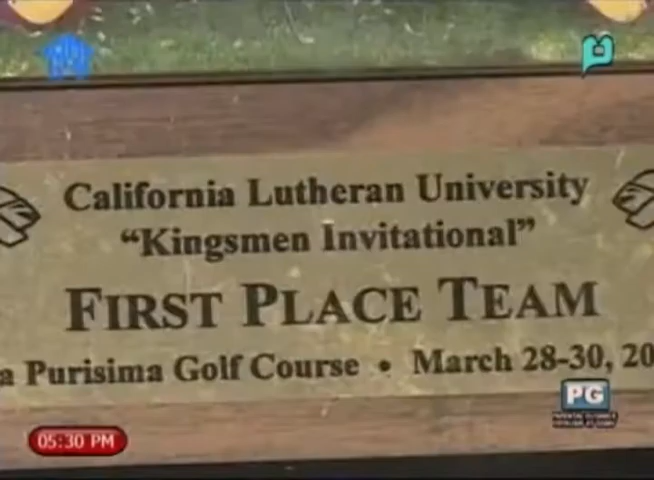 California Lutheran University
“Kingsmen Invitational”
FIRST PLACE TEAM
a Purisima Golf Course • March 28-30, 20
PG
05:30 PM